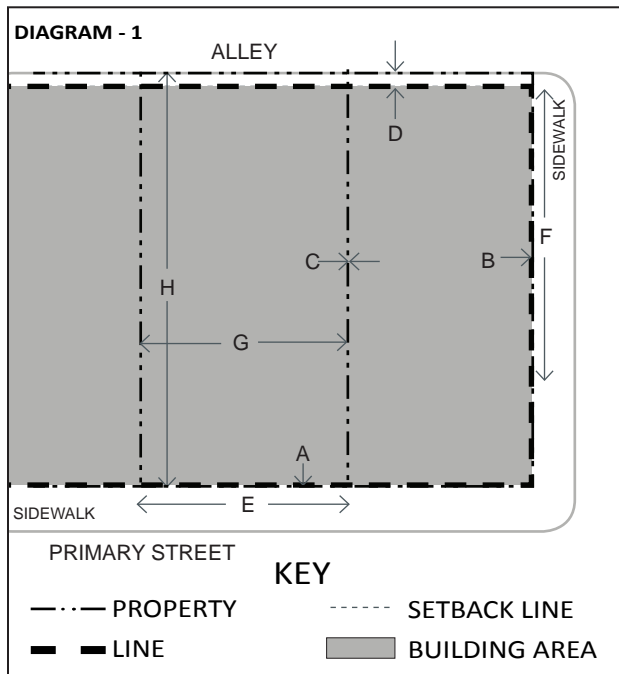 DIAGRAM - 1
ALLEY
D
SIDEWALK
F
C
B
H
G
A
E
SIDEWALK
PRIMARY STREET
KEY
PROPERTY
SETBACK LINE
LINE
BUILDING AREA